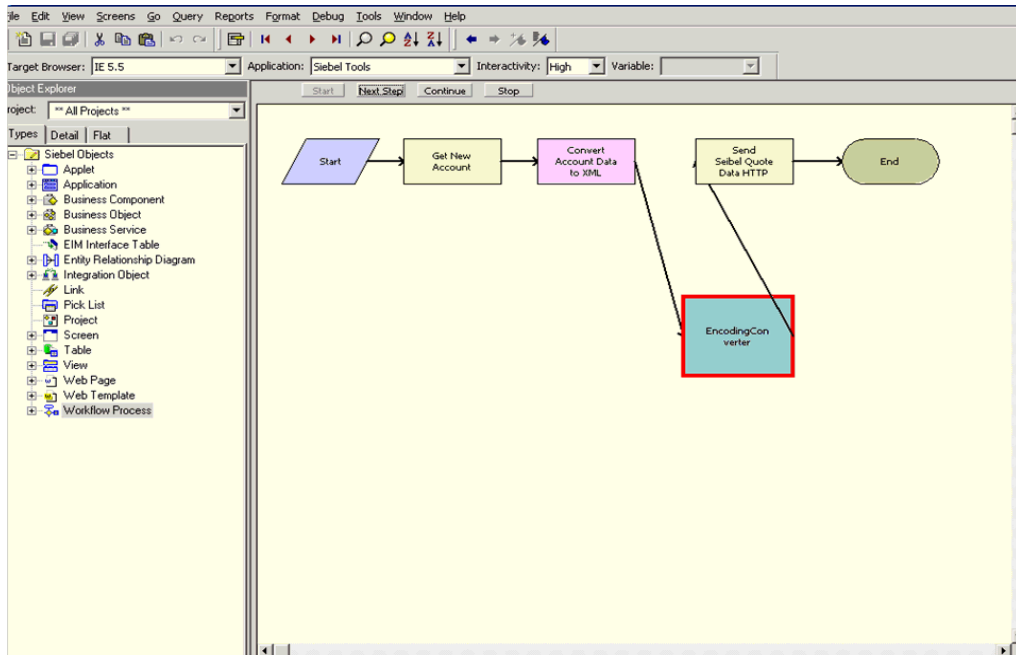 ile Edit View Screens Go Query Reports Format Debug Tools Window Help
Target Browser: IE 5.5 Application: Siebel Tools Interactivity: High Variable:
Object Explorer
Start Next Step Continue Stop
roject: ** All Projects **
Types Detail Flat
Siebel Objects
Applet
Application
Business Component
Business Object
Business Service
EIM Interface Table
Entity Relationship Diagram
Integration Object
Link
Pick List
Project
Screen
Table
View
Web Page
Web Template
Workflow Process
Start
Get New
Account
Convert
Account Data
to XML
Send
Seibel Quote
Data HTTP
End
EncodingCon
verter